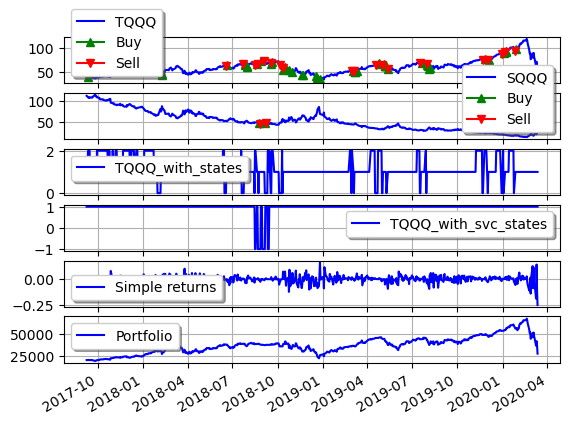 TQQQ
Buy
Sell
100
50
SQQQ
Buy
Sell
100
50
2
0
TQQQ_with_states
1
0
−1
TQQQ_with_svc_states
0.00
−0.25
Simple returns
50000
25000
Portfolio
2017-10
2018-01
2018-04
2018-07
2018-10
2019-01
2019-04
2019-07
2019-10
2020-01
2020-04